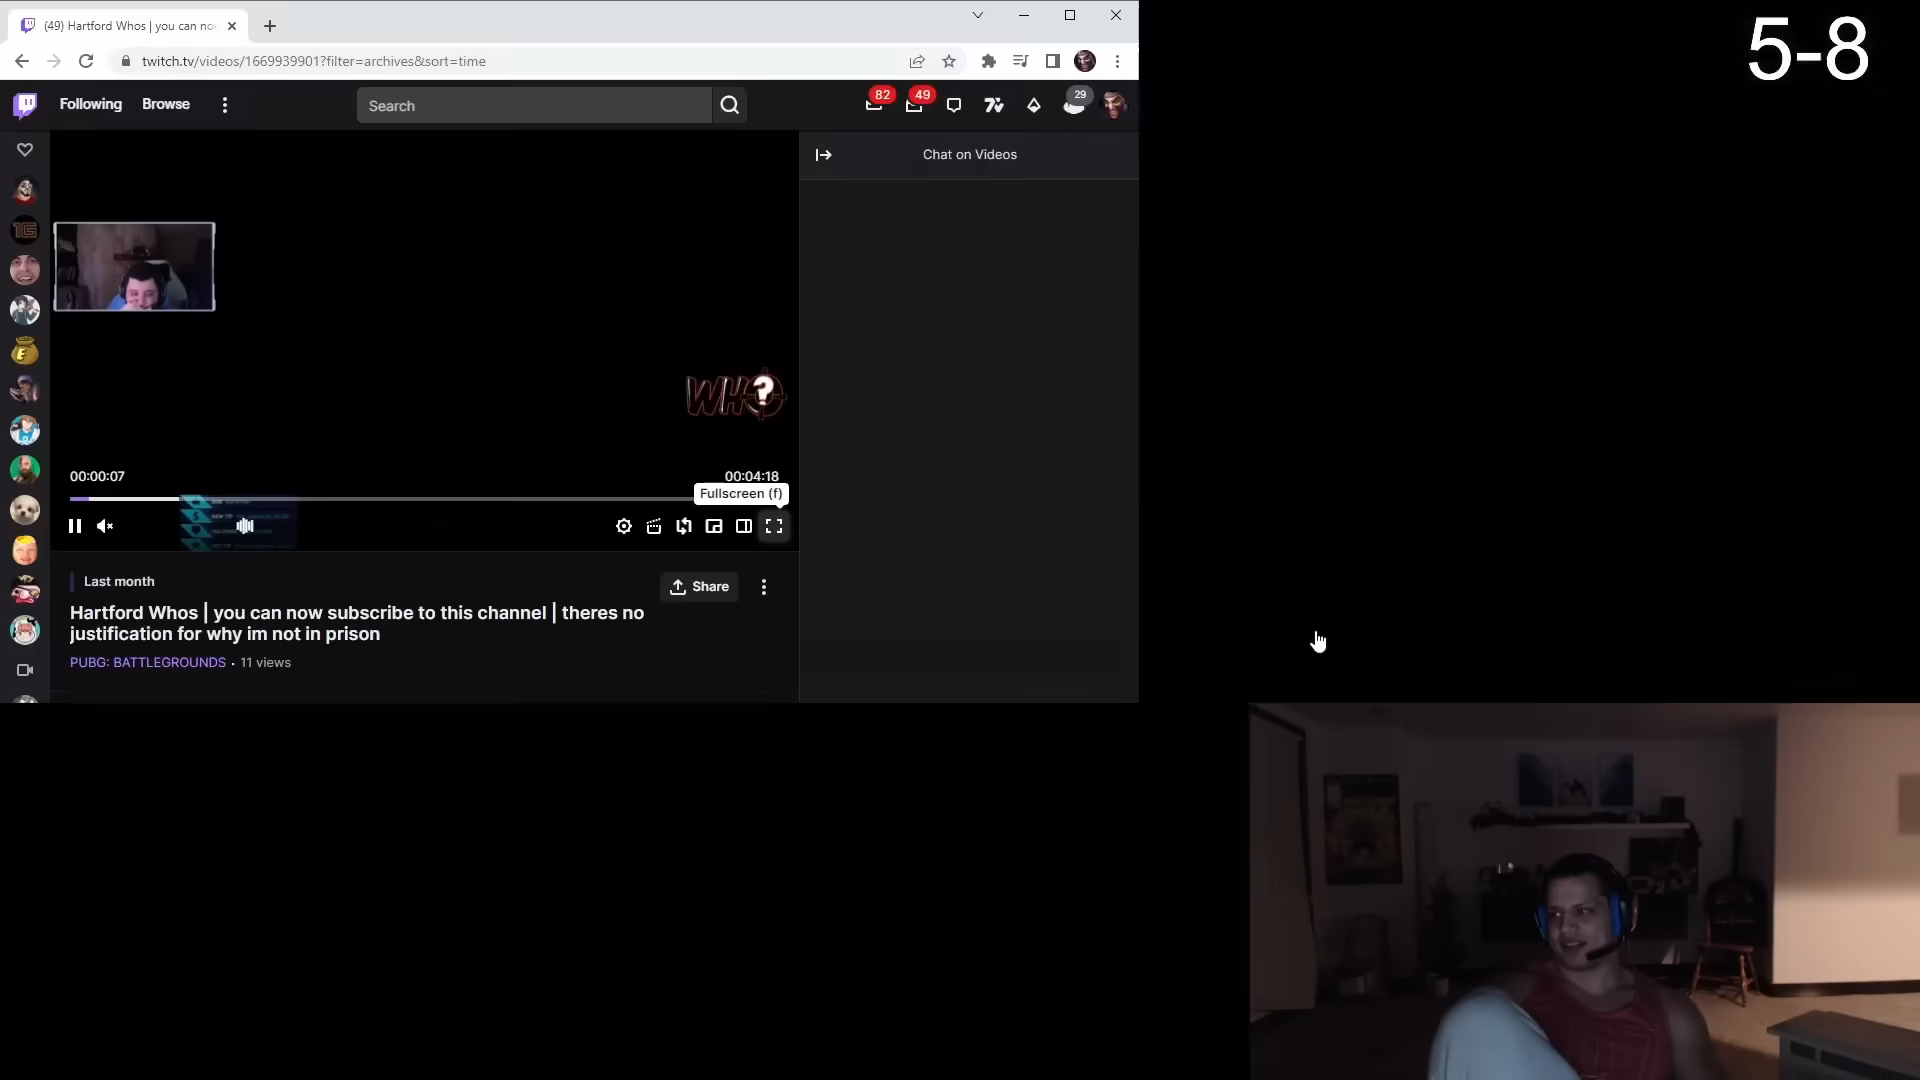 (49) Hartford Whos | you can no
twitch.tv/videos/1669939901?filter=archives&sort=time
5-8
Following
Browse
Search
82
49
29
Chat on Videos
1G
E
WHO?
00:00:07
00:04:18
Fullscreen (f)
Last month
Share
Hartford Whos | you can now subscribe to this channel | theres no
justification for why im not in prison
PUBG: BATTLEGROUNDS · 11 views